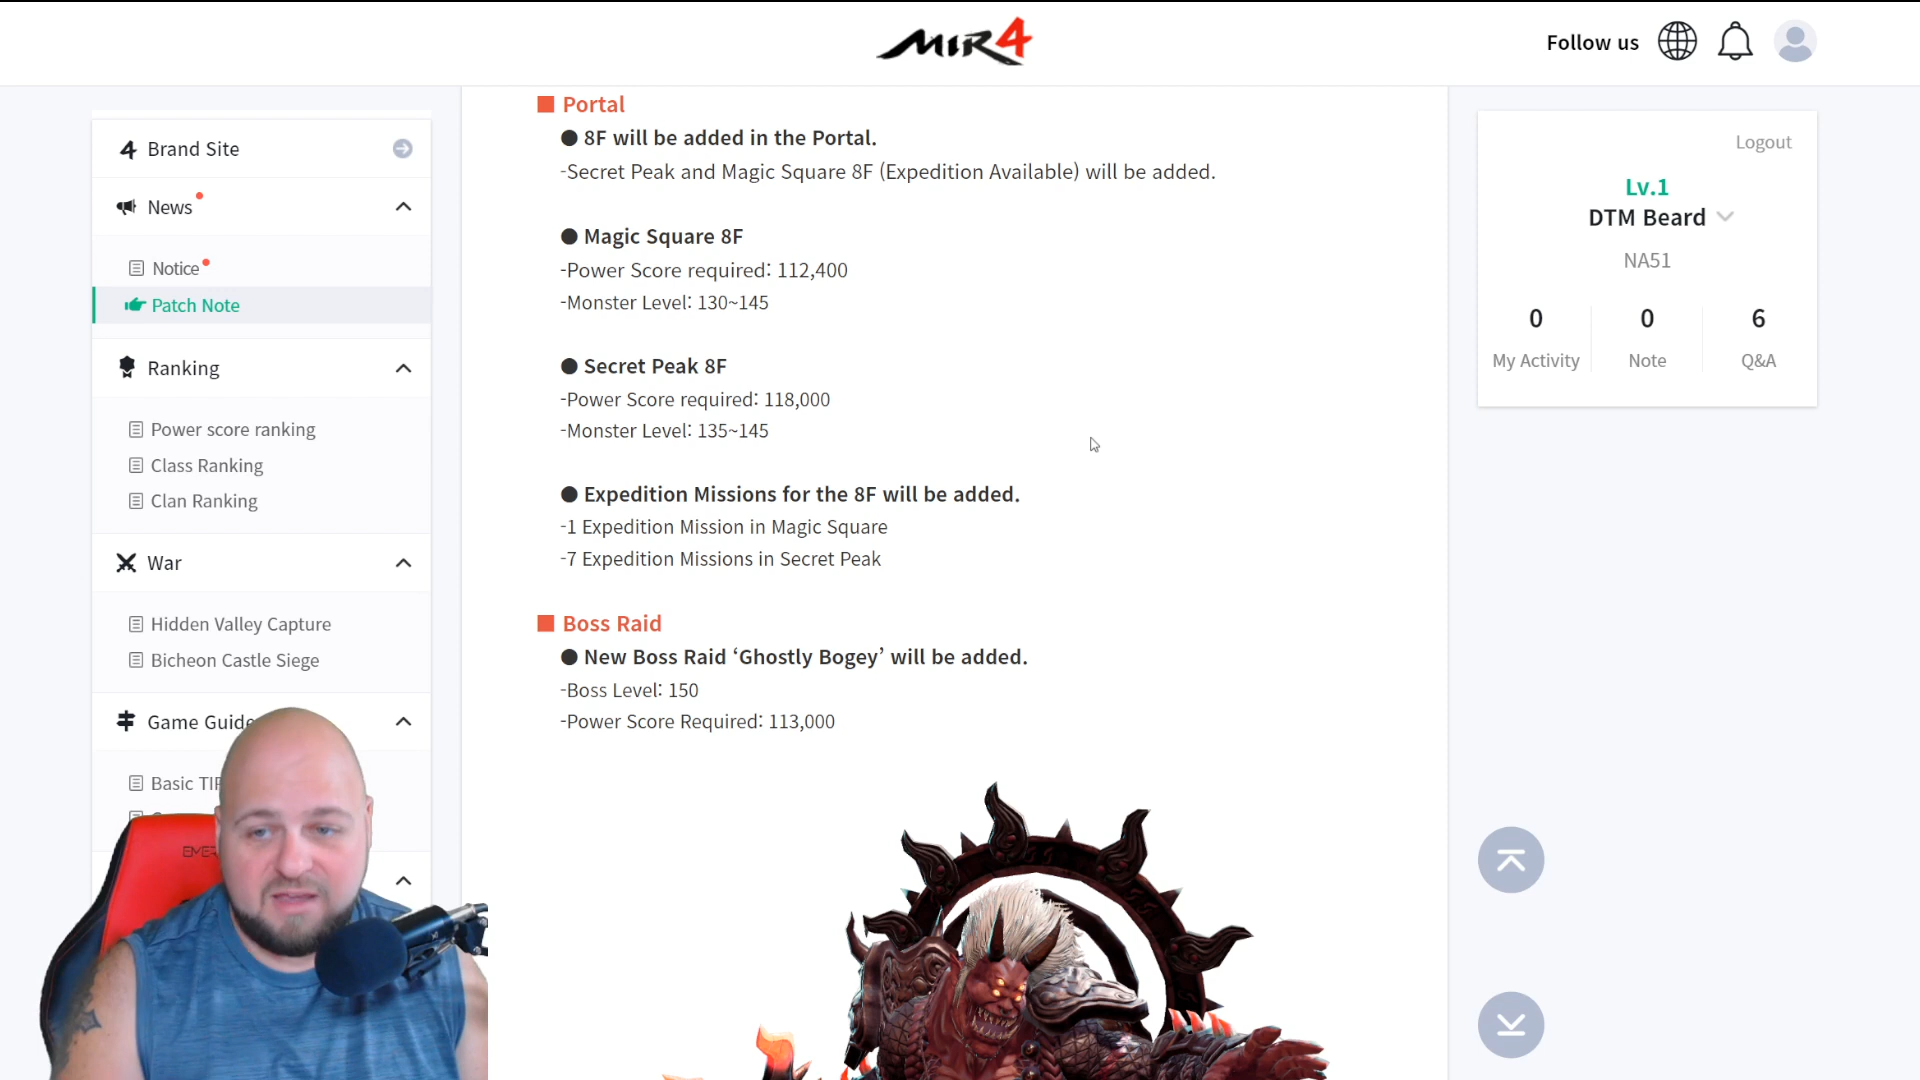 MIR4
Follow us
Brand Site
News
Notice
Patch Note
Ranking
Power score ranking
Class Ranking
Clan Ranking
War
Hidden Valley Capture
Bicheon Castle Siege
Game Guide
Basic TIP
■ Portal
● 8F will be added in the Portal.
-Secret Peak and Magic Square 8F (Expedition Available) will be added.
● Magic Square 8F
-Power Score required: 112,400
-Monster Level: 130~145
● Secret Peak 8F
-Power Score required: 118,000
-Monster Level: 135~145
● Expedition Missions for the 8F will be added.
-1 Expedition Mission in Magic Square
-7 Expedition Missions in Secret Peak
■ Boss Raid
● New Boss Raid ‘Ghostly Bogey’ will be added.
-Boss Level: 150
-Power Score Required: 113,000
Logout
Lv.1
DTM Beard
NA51
0 0 6
My Activity Note Q&A